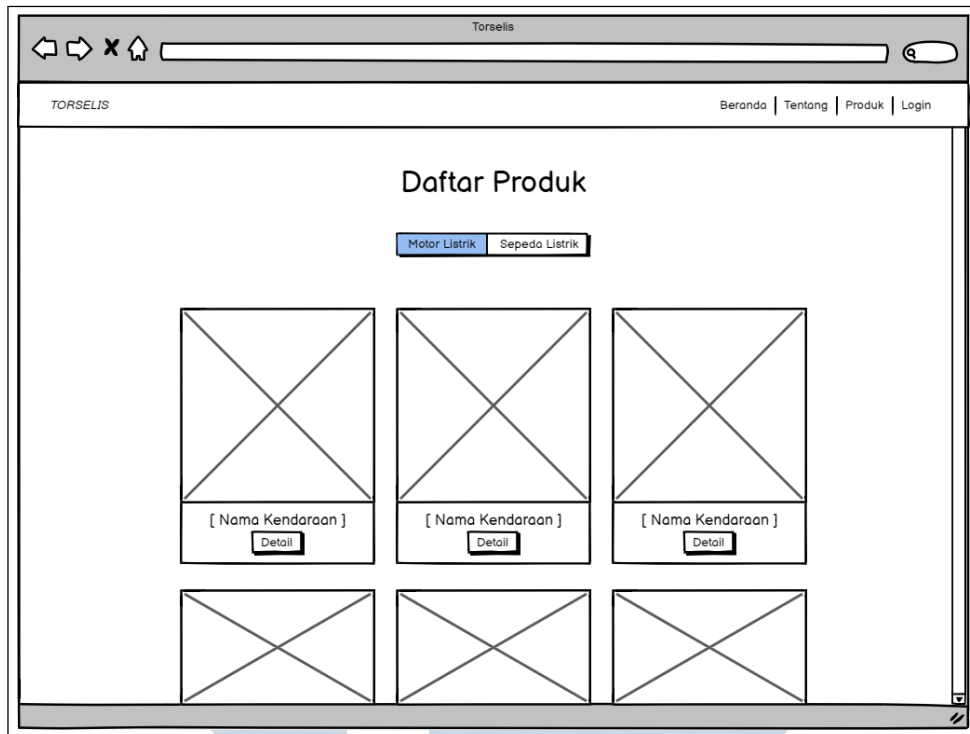 Torselis
TORSELIS
Beranda Tentang Produk Login
Daftar Produk
Motor Listrik Sepeda Listrik
[ Nama Kendaraan ] [ Nama Kendaraan ] [ Nama Kendaraan ]
Detail Detail Detail